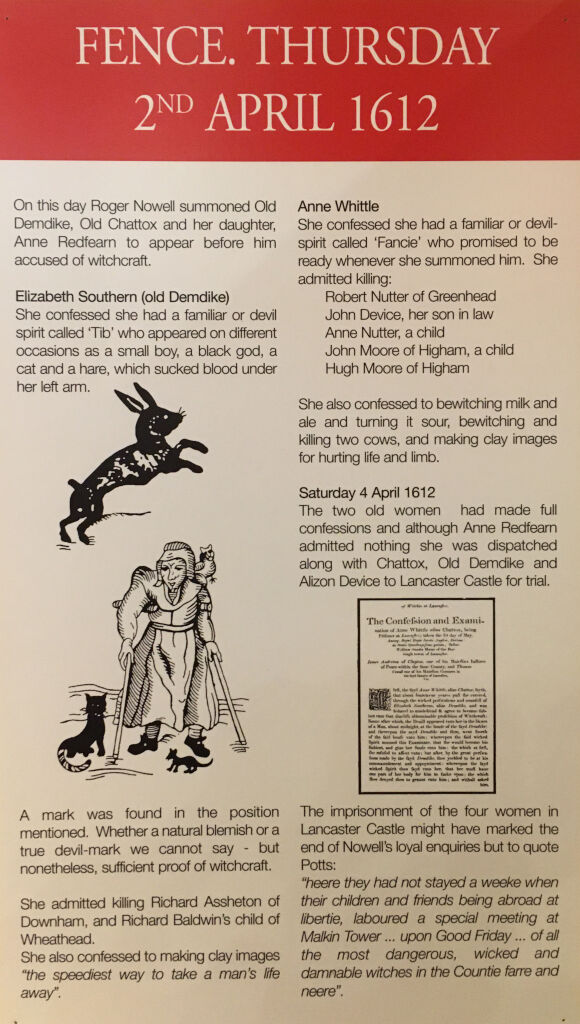 FENCE. THURSDAY
2ND APRIL 1612
On this day Roger Nowell summoned Old
Demdike, Old Chattox and her daughter,
Anne Redfearn to appear before him
accused of witchcraft.
Elizabeth Southern (old Demdike)
She confessed she had a familiar or devil
spirit called ‘Tib’ who appeared on different
occasions as a small boy, a black god, a
cat and a hare, which sucked blood under
her left arm.
A mark was found in the position
mentioned. Whether a natural blemish or a
true devil-mark we cannot say - but
nonetheless, sufficient proof of witchcraft.
She admitted killing Richard Assheton of
Downham, and Richard Baldwin's child of
Wheathead.
She also confessed to making clay images
“the speediest way to take a man's life
away”.
Anne Whittle
She confessed she had a familiar or devil-
spirit called ‘Fancie’ who promised to be
ready whenever she summoned him. She
admitted killing:
Robert Nutter of Greenhead
John Device, her son in law
Anne Nutter, a child
John Moore of Higham, a child
Hugh Moore of Higham
She also confessed to bewitching milk and
ale and turning it sour, bewitching and
killing two cows, and making clay images
for hurting life and limb.
Saturday 4 April 1612
The two old women had made full
confessions and although Anne Redfearn
admitted nothing she was dispatched
along with Chattox, Old Demdike and
Alizon Device to Lancaster Castle for trial.
The Confeſsion and Exami-
nation of Anne Whittle alias Chattox, being
The imprisonment of the four women in
Lancaster Castle might have marked the
end of Nowell's loyal enquiries but to quote
Potts:
“heere they had not stayed a weeke when
their children and friends being abroad at
libertie, laboured a special meeting at
Malkin Tower ... upon Good Friday ... of all
the most dangerous, wicked and
damnable witches in the Countie farre and
neere”.